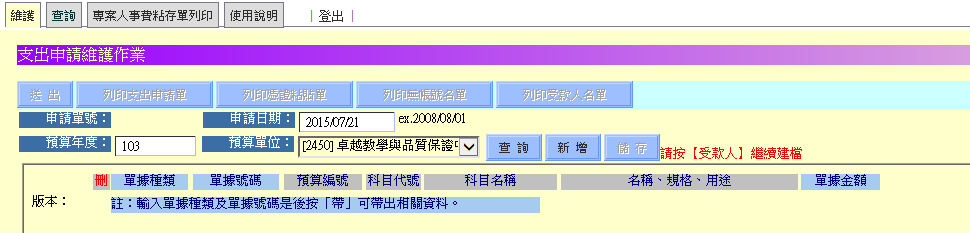 維護 查詢 專案人事費粘存單列印 使用說明 | 登出 |
支出申請維護作業
送 出 列印支出申請單 列印憑證粘貼單 列印無帳號名單 列印受款人名單
申請單號： 申請日期： 2015/07/21 ex.2008/08/01
預算年度： 103 預算單位： [2450] 卓越教學與品質保證中 查 詢 新 增 儲 存 請按【受款人】繼續建檔
刪 單據種類 單據號碼 預算編號 科目代號 科目名稱 名稱、規格、用途 單據金額
版本： 註：輸入單據種類及單據號碼是後按「帶」可帶出相關資料。